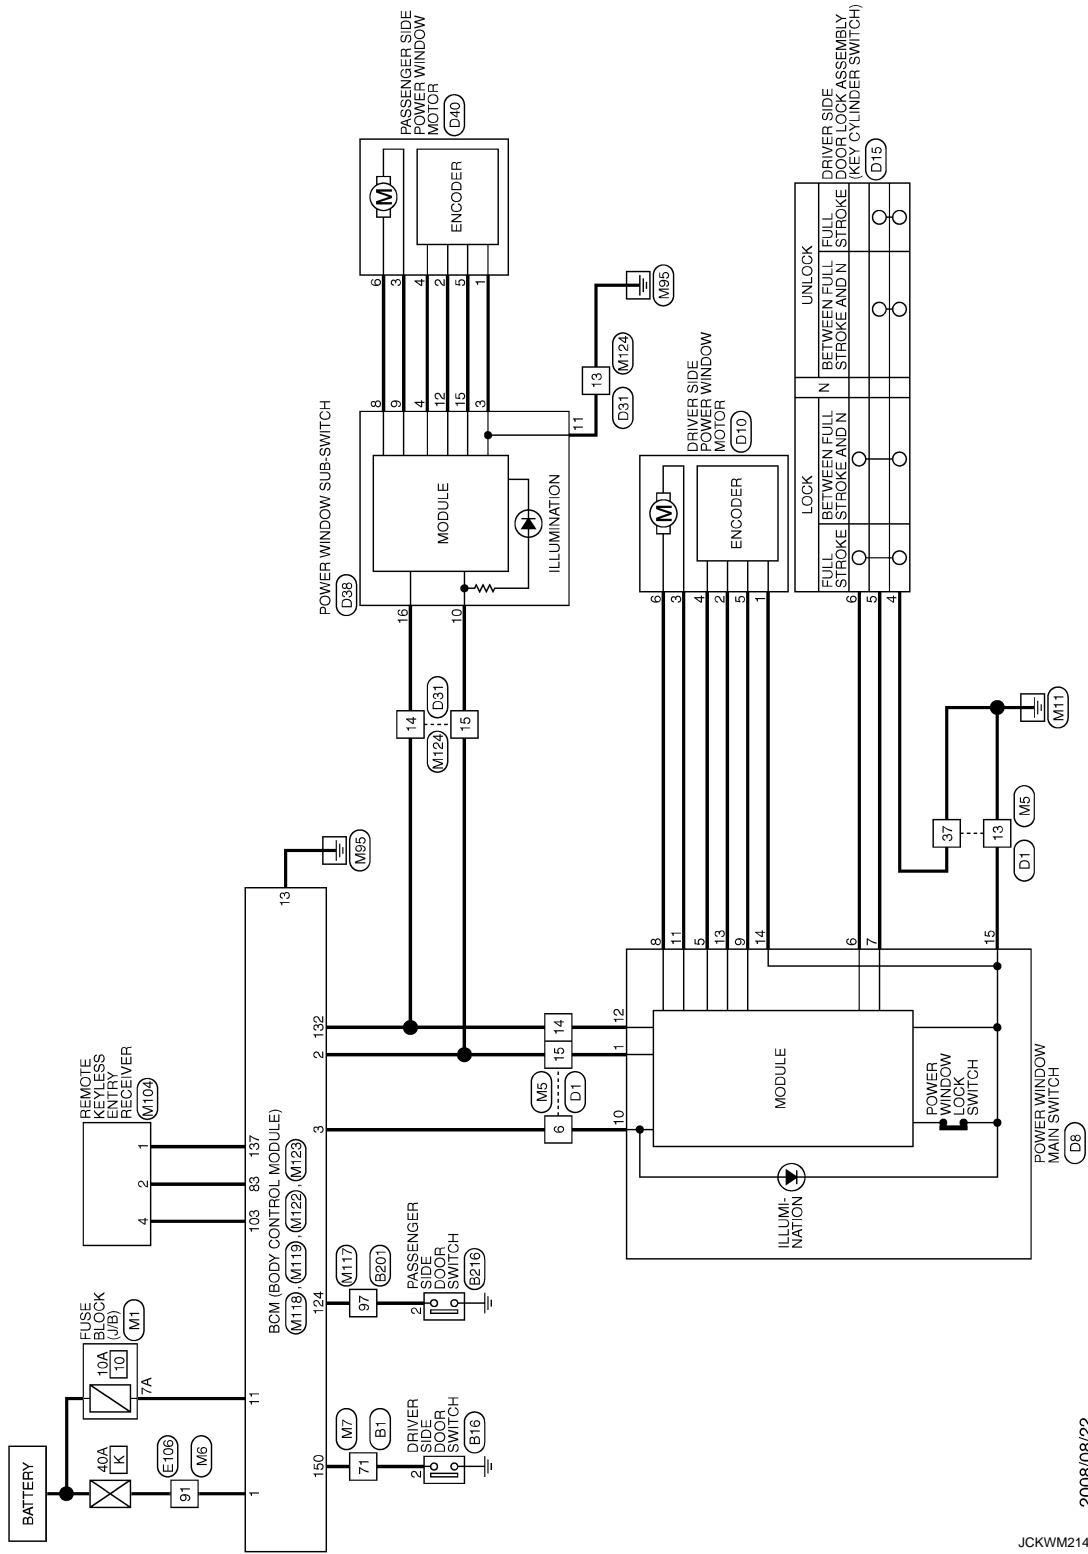 BATTERY
40A
K
E106
M6
91
1
FUSE
BLOCK
(J/B)
M1
10A
10
7A
11
REMOTE
KEYLESS
ENTRY
RECEIVER
M104
4
2
1
103
83
137
BCM (BODY CONTROL MODULE)
M118 , M119 , M122 , M123
13
M95
150
124
3
2
132
M7
B1
71
2
DRIVER
SIDE
DOOR
SWITCH
B16
M117
B201
97
2
PASSENGER
SIDE
DOOR
SWITCH
B216
POWER WINDOW SUB-SWITCH
D38
16
10
14
15
M124
D31
MODULE
ILLUMINATION
8
9
4
12
15
3
11
13
D31
M124
M95
PASSENGER SIDE
POWER WINDOW
MOTOR
D40
6
3
4
2
5
1
M
ENCODER
M5
D1
6
15
14
10
1
12
MODULE
ILLUMI-
NATION
POWER
WINDOW
LOCK
SWITCH
POWER WINDOW
MAIN SWITCH
D8
8
11
5
13
9
14
6
7
15
DRIVER SIDE
POWER WINDOW
MOTOR
D10
6
3
4
2
5
1
M
ENCODER
37
13
D1
M5
M11
DRIVER SIDE
DOOR LOCK ASSEMBLY
(KEY CYLINDER SWITCH)
D15
LOCK
N
UNLOCK
FULL
STROKE
BETWEEN FULL
STROKE AND N
BETWEEN FULL
STROKE AND N
FULL
STROKE
6
5
4
2008/08/22
JCKWM214